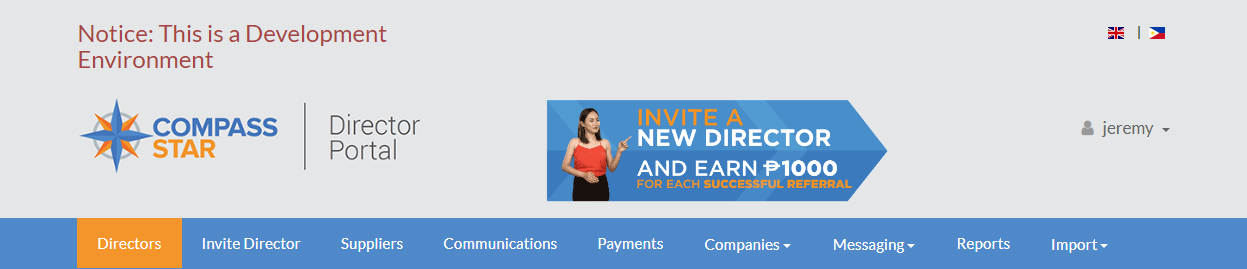 Notice: This is a Development
Environment
COMPASS
STAR
Director
Portal
INVITE A
NEW DIRECTOR
AND EARN ₱1000
FOR EACH SUCCESSFUL REFERRAL
jeremy
Directors Invite Director Suppliers Communications Payments Companies Messaging Reports Import